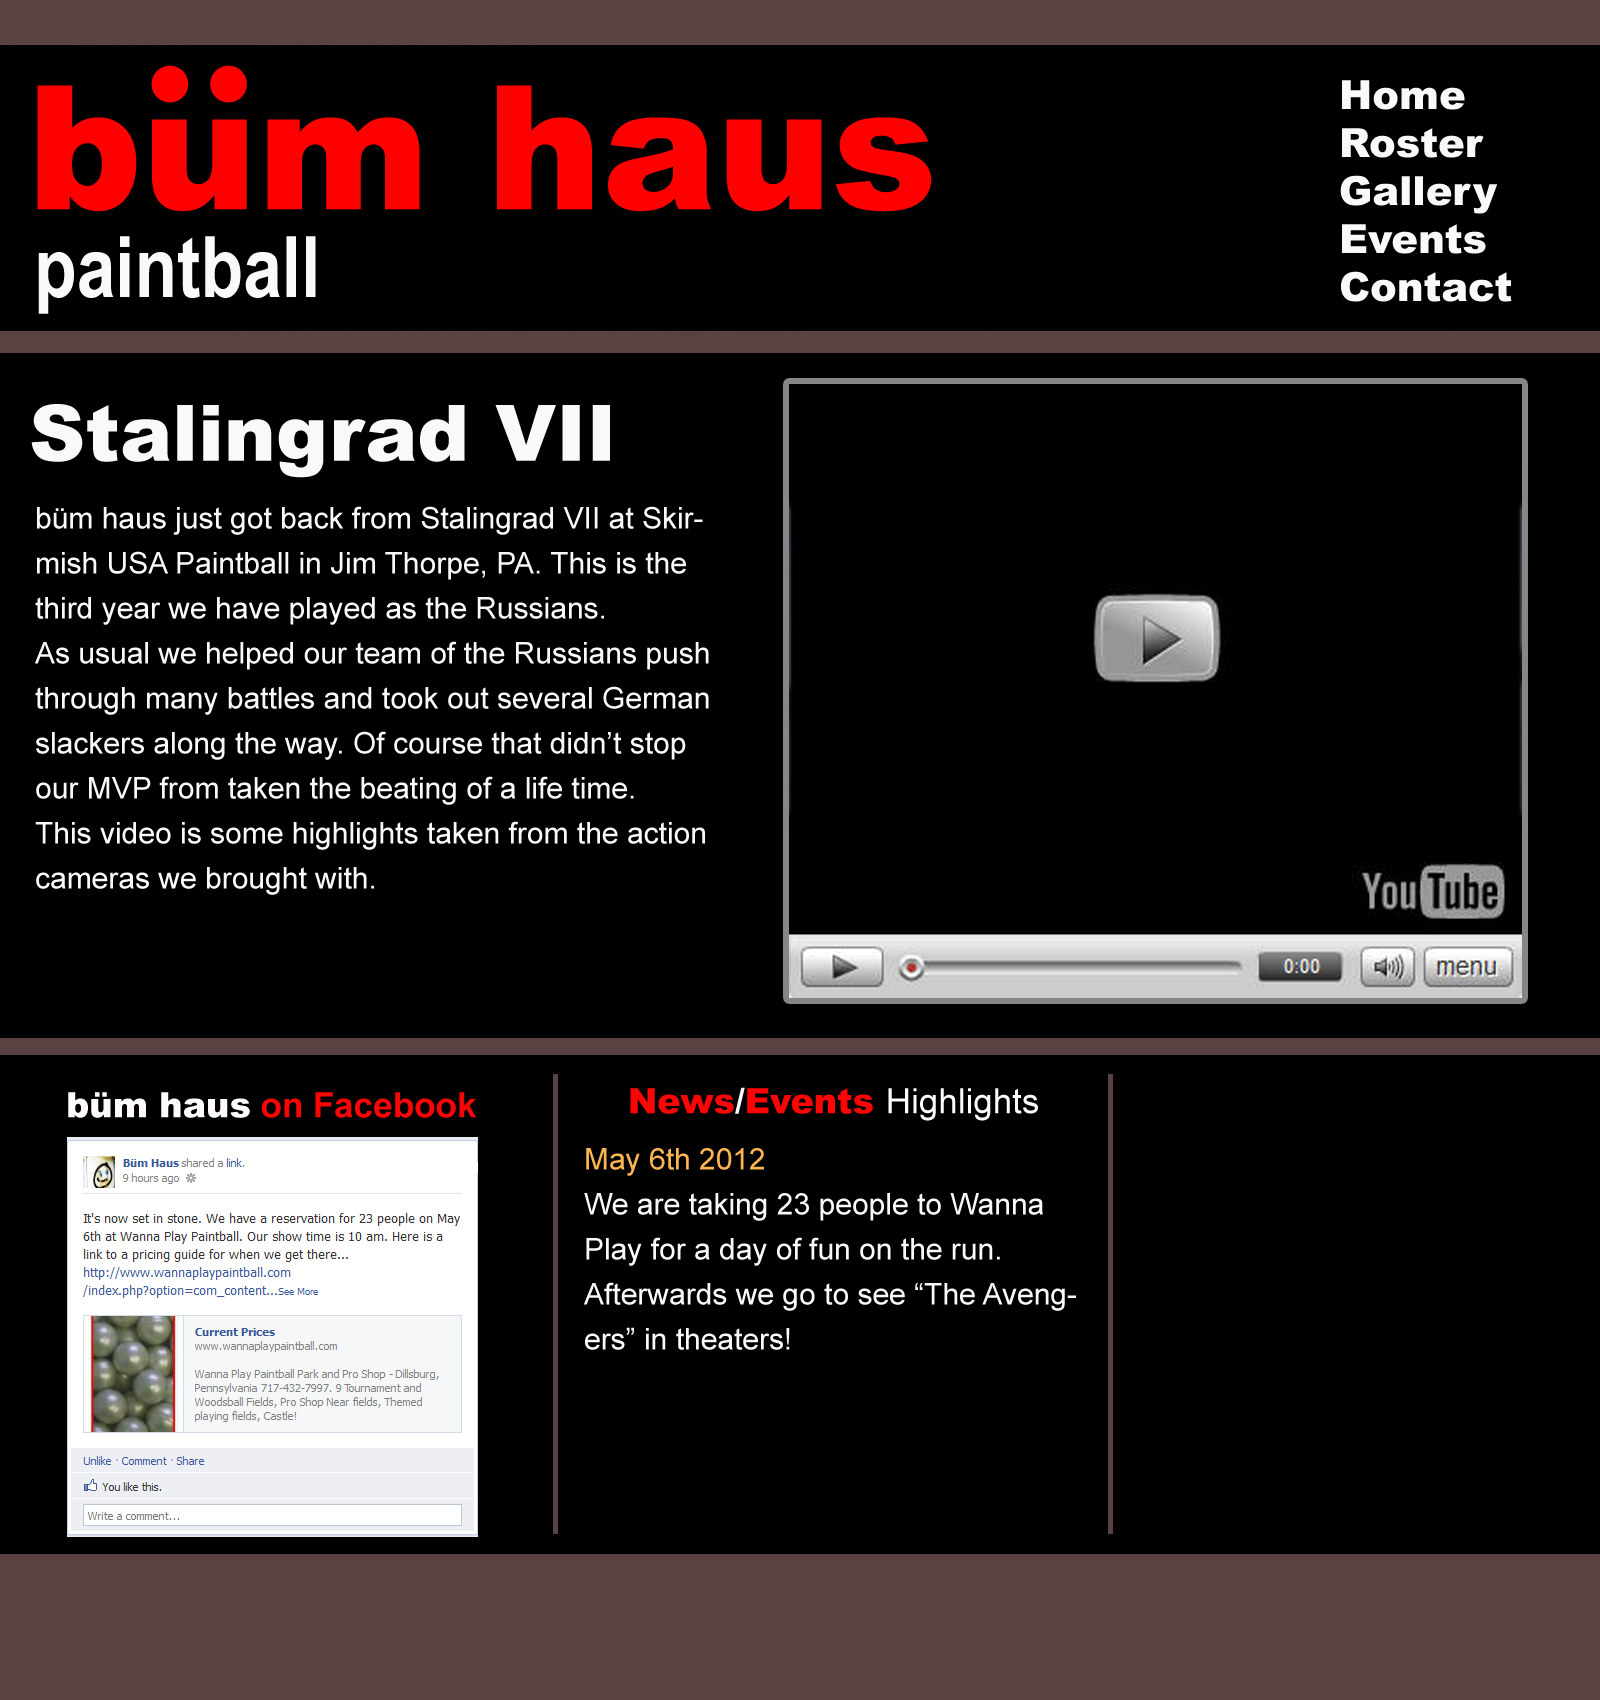 büm haus
paintball
Home
Roster
Gallery
Events
Contact
Stalingrad VII
büm haus just got back from Stalingrad VII at Skir-
mish USA Paintball in Jim Thorpe, PA. This is the
third year we have played as the Russians.
As usual we helped our team of the Russians push
through many battles and took out several German
slackers along the way. Of course that didn’t stop
our MVP from taken the beating of a life time.
This video is some highlights taken from the action
cameras we brought with.
YouTube
0:00
menu
büm haus on Facebook
Büm Haus shared a link.
9 hours ago
It's now set in stone. We have a reservation for 23 people on May
6th at Wanna Play Paintball. Our show time is 10 am. Here is a
link to a pricing guide for when we get there...
http://www.wannaplaypaintball.com
/index.php?option=com_content...See More
Current Prices
www.wannaplaypaintball.com
Wanna Play Paintball Park and Pro Shop - Dillsburg,
Pennsylvania 717-432-7997. 9 Tournament and
Woodsball Fields, Pro Shop Near fields, Themed
playing fields, Castle!
Unlike · Comment · Share
You like this.
Write a comment...
News/Events Highlights
May 6th 2012
We are taking 23 people to Wanna
Play for a day of fun on the run.
Afterwards we go to see “The Aveng-
ers” in theaters!